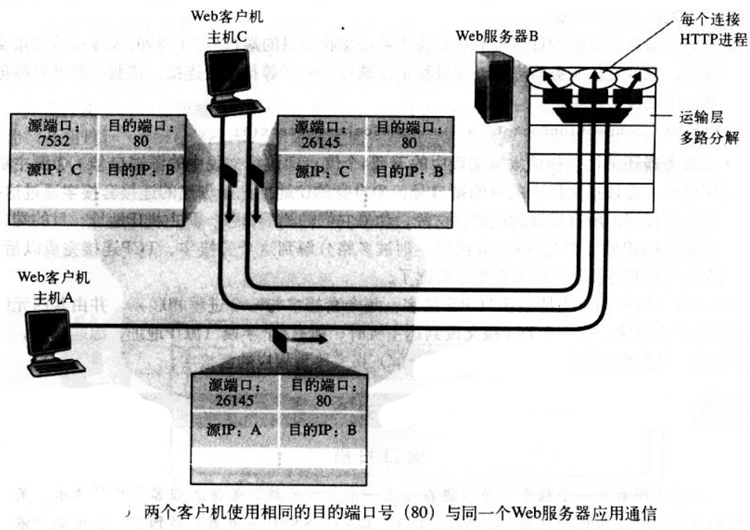 Web客户机
主机C
Web服务器B
每个连接
HTTP进程
源端口：
7532
目的端口：
80
源IP：C
目的IP：B
源端口：
26145
目的端口：
80
源IP：C
目的IP：B
运输层
多路分解
Web客户机
主机A
源端口：
26145
目的端口：
80
源IP：A
目的IP：B
两个客户机使用相同的目的端口号（80）与同一个Web服务器应用通信